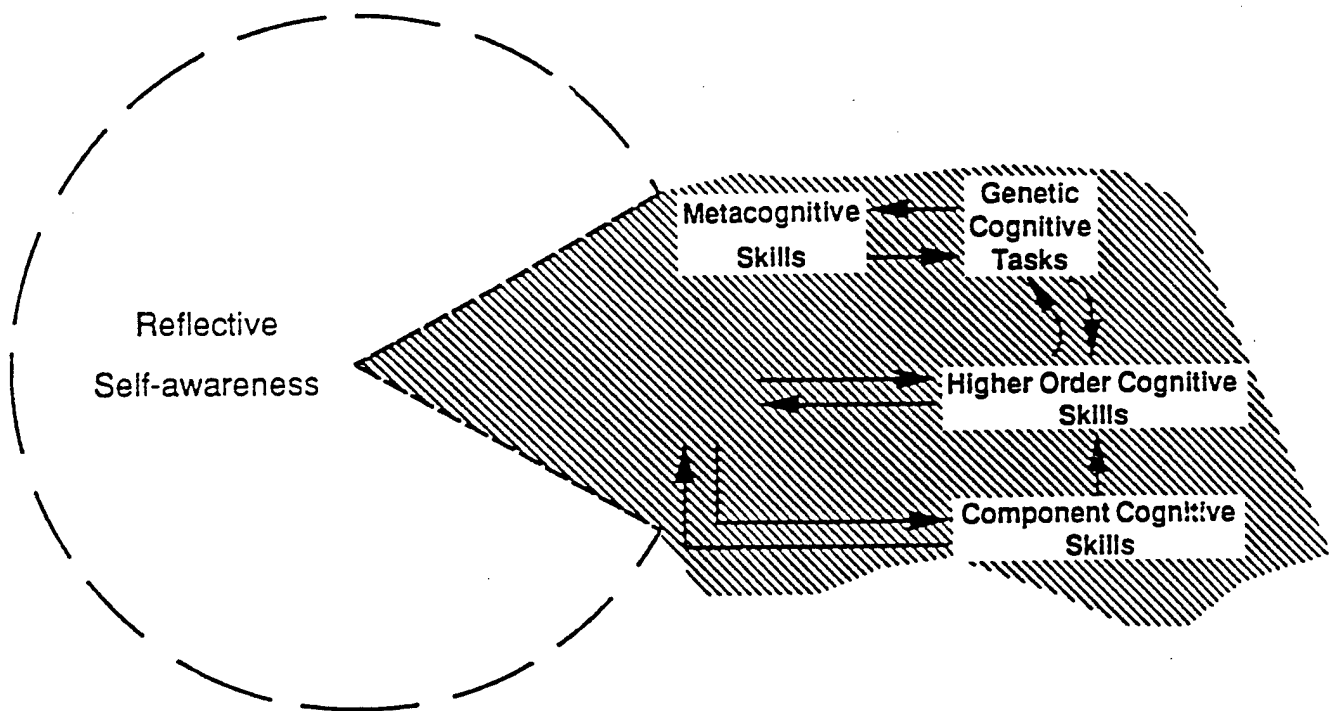 Reflective
Self-awareness
Metacognitive
Skills
Genetic
Cognitive
Tasks
Higher Order Cognitive
Skills
Component Cognitive
Skills